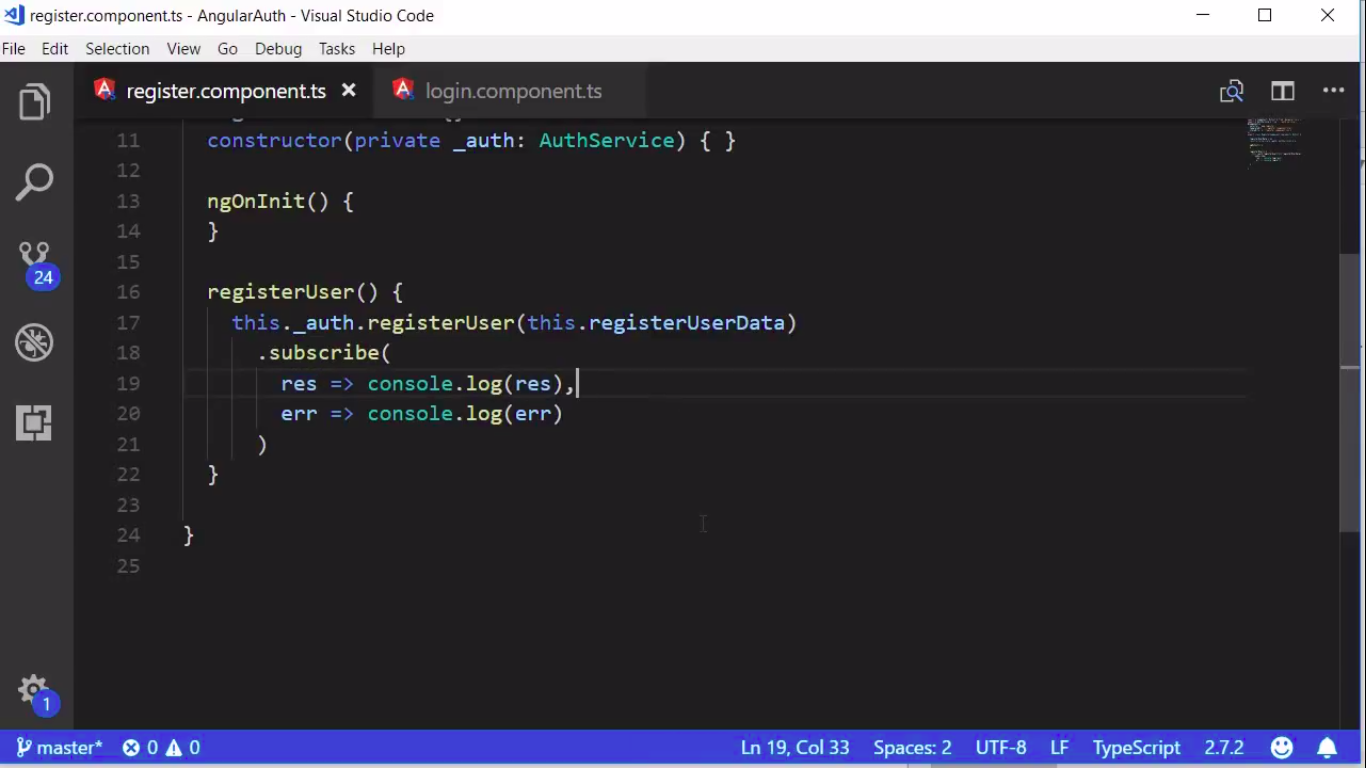 register.component.ts - AngularAuth - Visual Studio Code
File Edit Selection View Go Debug Tasks Help
register.component.ts login.component.ts
11 constructor(private _auth: AuthService) { }
12
13 ngOnInit() {
14 }
15
16 registerUser() {
17 this._auth.registerUser(this.registerUserData)
18 .subscribe(
19 res => console.log(res),
20 err => console.log(err)
21 )
22 }
23
24 }
25
24
1
master* 0 0 Ln 19, Col 33 Spaces: 2 UTF-8 LF TypeScript 2.7.2